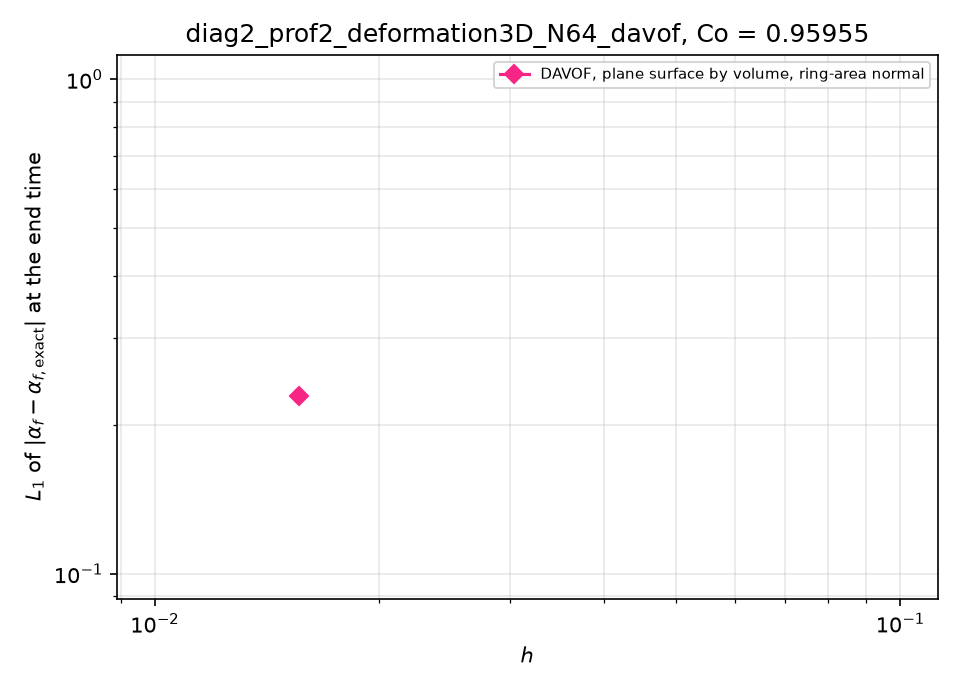 diag2_prof2_deformation3D_N64_davof, Co = 0.95955
DAVOF, plane surface by volume, ring-area normal
L₁ of |α_f − α_{f,exact}| at the end time
10⁰
10⁻¹
10⁻²
10⁻¹
h